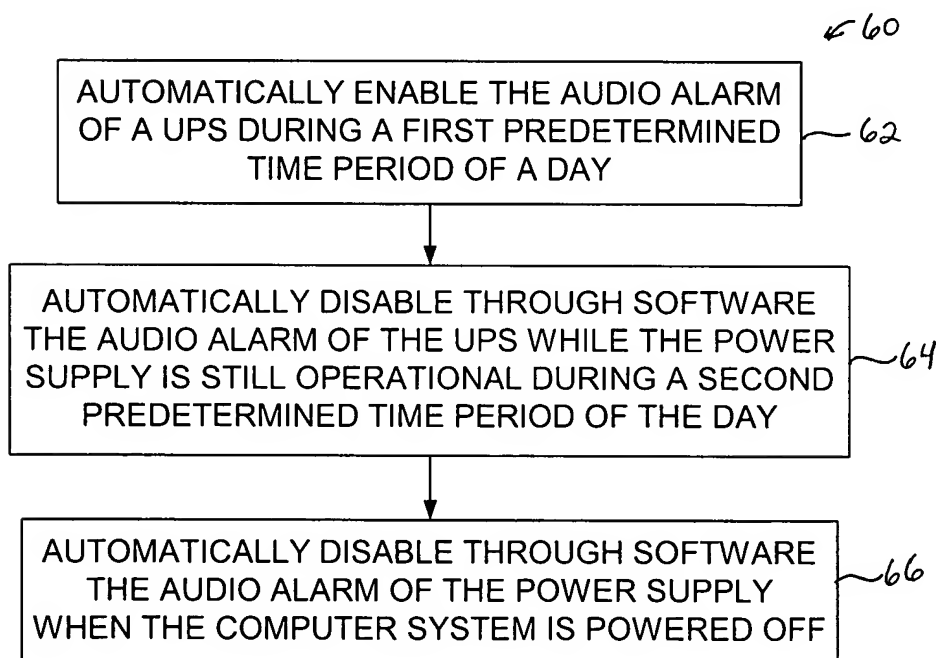 60
AUTOMATICALLY ENABLE THE AUDIO ALARM
OF A UPS DURING A FIRST PREDETERMINED
TIME PERIOD OF A DAY
62
AUTOMATICALLY DISABLE THROUGH SOFTWARE
THE AUDIO ALARM OF THE UPS WHILE THE POWER
SUPPLY IS STILL OPERATIONAL DURING A SECOND
PREDETERMINED TIME PERIOD OF THE DAY
64
AUTOMATICALLY DISABLE THROUGH SOFTWARE
THE AUDIO ALARM OF THE POWER SUPPLY
WHEN THE COMPUTER SYSTEM IS POWERED OFF
66